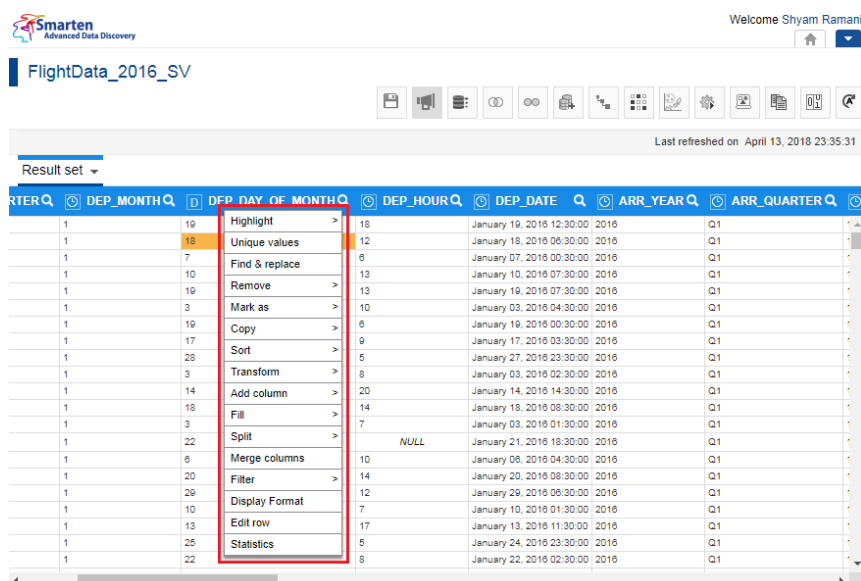 Smarten
Advanced Data Discovery
Welcome Shyam Ramani
FlightData_2016_SV
Last refreshed on April 13, 2018 23:35:31
Result set
RTER DEP_MONTH D DEP_DAY_OF_MONTH DEP_HOUR DEP_DATE ARR_YEAR ARR_QUARTER
1 19 Highlight > 18 January 19, 2016 12:30:00 2016 Q1
1 18 Unique values 12 January 18, 2016 06:30:00 2016 Q1
1 7 Find & replace 6 January 07, 2016 00:30:00 2016 Q1
1 10 Remove > 13 January 10, 2016 07:30:00 2016 Q1
1 19 13 January 19, 2016 07:30:00 2016 Q1
1 3 Mark as > 10 January 03, 2016 04:30:00 2016 Q1
1 19 Copy > 6 January 19, 2016 00:30:00 2016 Q1
1 17 Sort > 9 January 17, 2016 03:30:00 2016 Q1
1 28 5 January 27, 2016 23:30:00 2016 Q1
1 3 Transform > 8 January 03, 2016 02:30:00 2016 Q1
1 14 Add column > 20 January 14, 2016 14:30:00 2016 Q1
1 18 Fill > 14 January 18, 2016 08:30:00 2016 Q1
1 3 7 January 03, 2016 01:30:00 2016 Q1
1 22 Split > NULL January 21, 2016 18:30:00 2016 Q1
1 6 Merge columns 10 January 06, 2016 04:30:00 2016 Q1
1 20 Filter > 14 January 20, 2016 08:30:00 2016 Q1
1 29 Display Format 12 January 29, 2016 06:30:00 2016 Q1
1 10 7 January 10, 2016 01:30:00 2016 Q1
1 13 Edit row 17 January 13, 2016 11:30:00 2016 Q1
1 25 Statistics 5 January 24, 2016 23:30:00 2016 Q1
1 22 8 January 22, 2016 02:30:00 2016 Q1